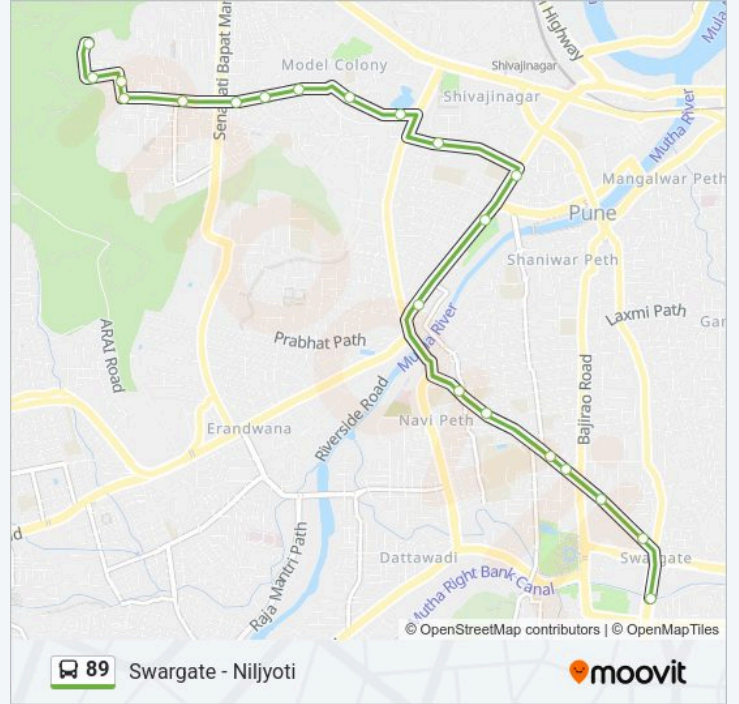 Model Colony
Senapati Bapat Mar
i Highway
Mula
Shivajinagar
Shivajinagar
Mutha River
Mangalwar Peth
Pune
Shaniwar Peth
Laxmi Path
Gar
ARAI Road
Prabhat Path
Mutha River
Bajirao Road
Riverside Road
Navi Peth
Erandwana
d
Dattawadi
Swargate
Raja Mantri Path
Mutha Right Bank Canal
© OpenStreetMap contributors | © OpenMapTiles
89 Swargate - Niljyoti
moovit